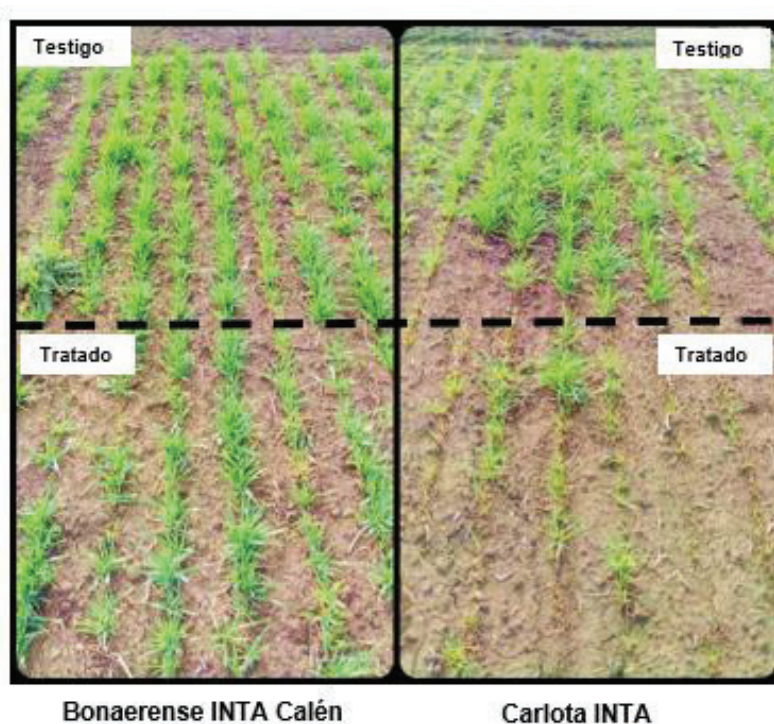 Testigo
Testigo
Tratado
Tratado
Bonaerense INTA Calén
Carlota INTA